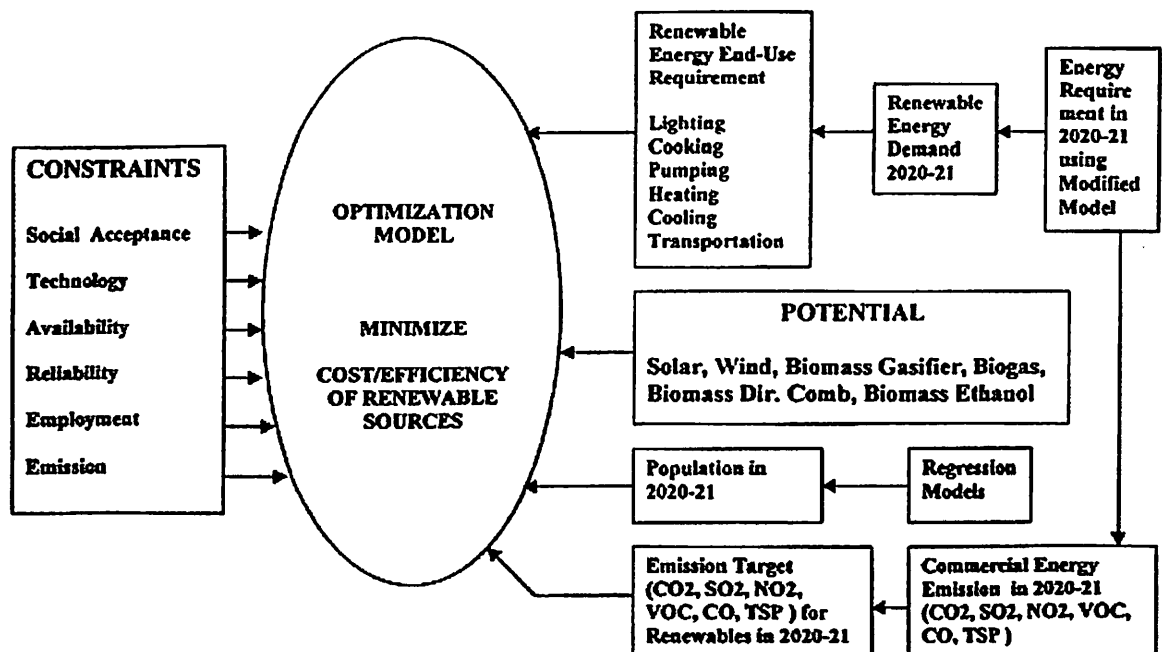 CONSTRAINTS
Social Acceptance
Technology
Availability
Reliability
Employment
Emission
OPTIMIZATION
MODEL
MINIMIZE
COST/EFFICIENCY
OF RENEWABLE
SOURCES
Renewable
Energy End-Use
Requirement
Lighting
Cooking
Pumping
Heating
Cooling
Transportation
Renewable
Energy
Demand
2020-21
Energy
Require
ment in
2020-21
using
Modified
Model
POTENTIAL
Solar, Wind, Biomass Gasifier, Biogas,
Biomass Dir. Comb, Biomass Ethanol
Population in
2020-21
Regression
Models
Emission Target
(CO2, SO2, NO2,
VOC, CO, TSP ) for
Renewables in 2020-21
Commercial Energy
Emission in 2020-21
(CO2, SO2, NO2, VOC,
CO, TSP )